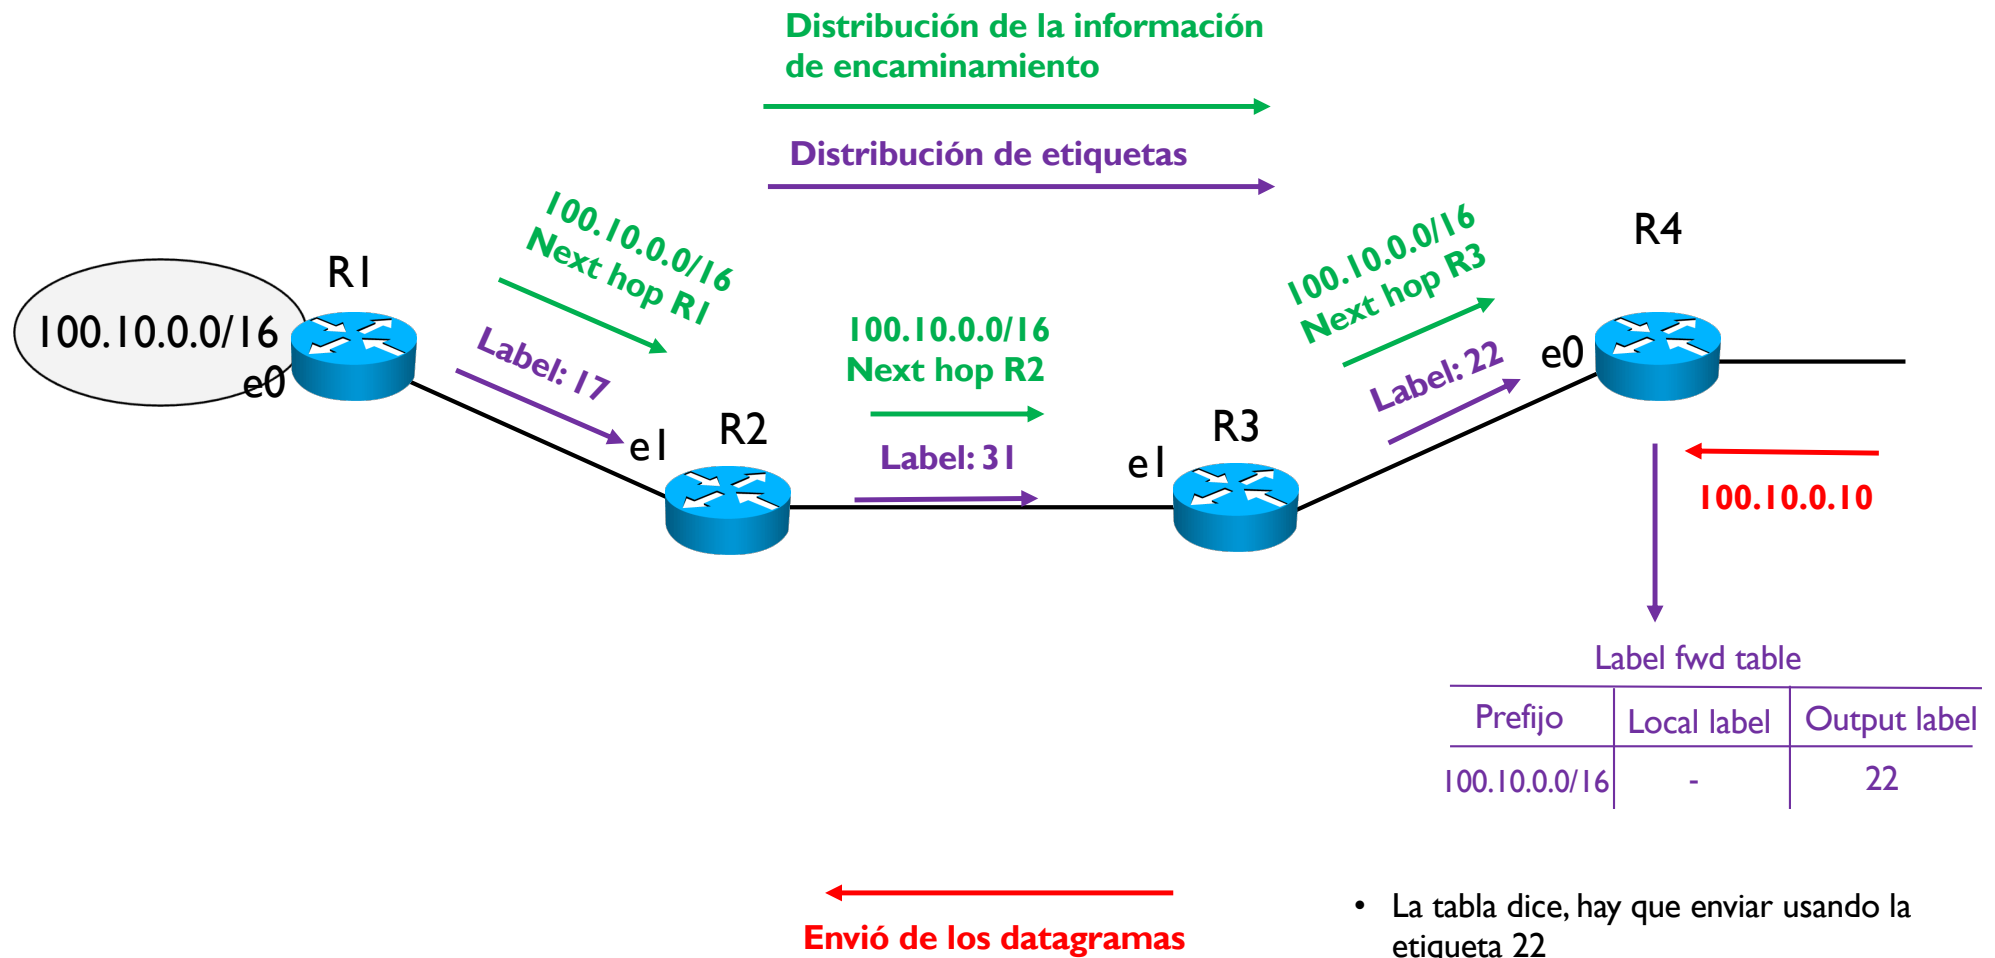 Distribución de la información
de encaminamiento
Distribución de etiquetas
100.10.0.0/16
Next hop R1
100.10.0.0/16
Next hop R3
R4
R1
100.10.0.0/16
e0
Label: 17
100.10.0.0/16
Next hop R2
Label: 22
e0
e1
R2
Label: 31
e1
R3
100.10.0.10
Label fwd table
Prefijo
Local label
Output label
100.10.0.0/16
-
22
Envió de los datagramas
• La tabla dice, hay que enviar usando la
etiqueta 22